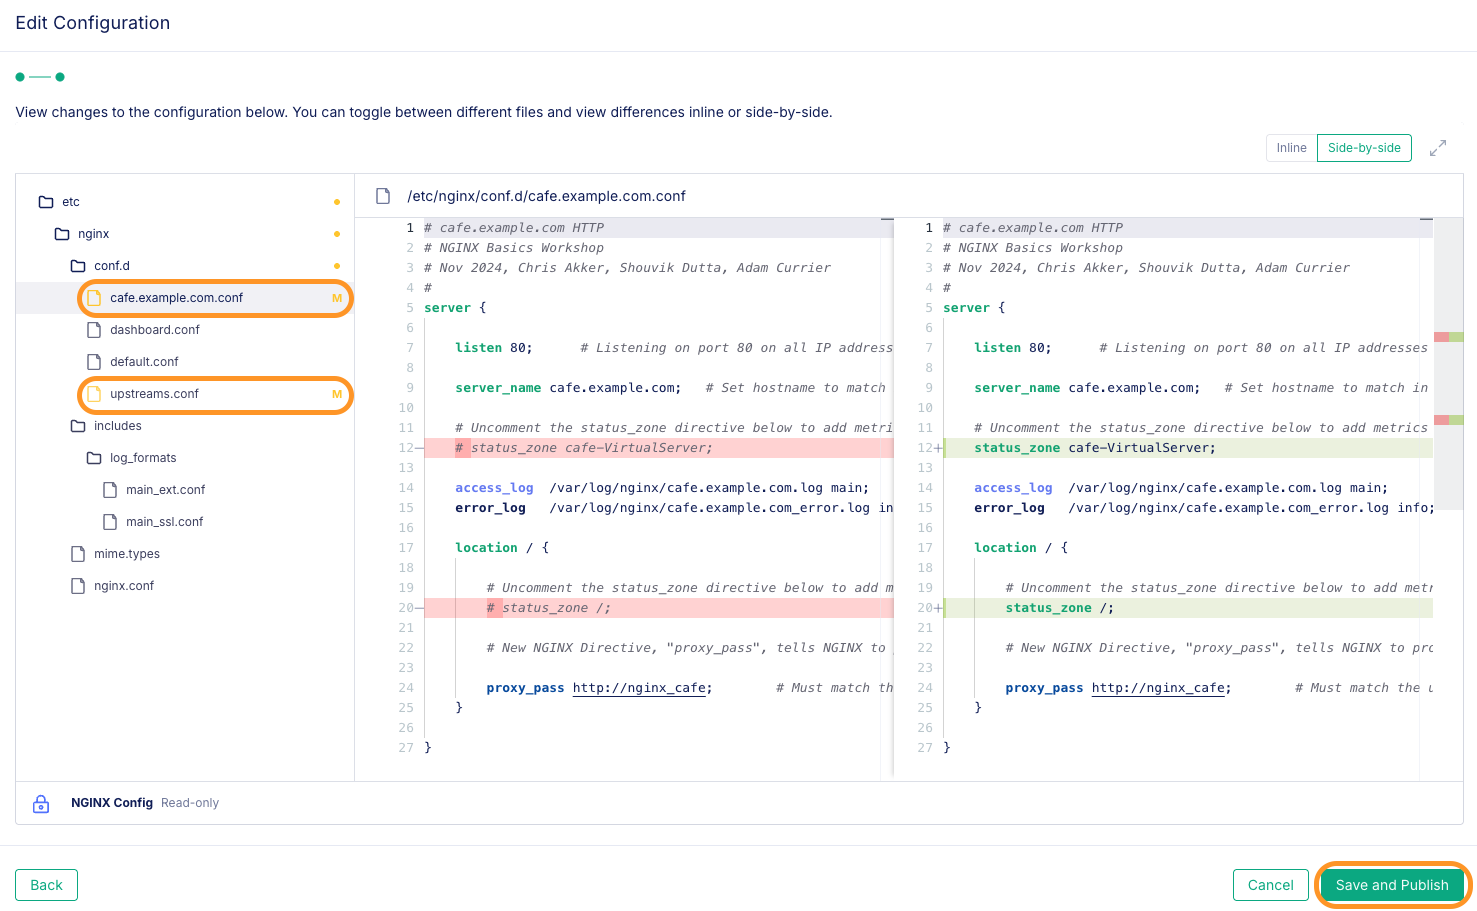 Edit Configuration
View changes to the configuration below. You can toggle between different files and view differences inline or side-by-side.
Inline Side-by-side
etc
nginx
conf.d
cafe.example.com.conf M
dashboard.conf
default.conf
upstreams.conf M
includes
log_formats
main_ext.conf
main_ssl.conf
mime.types
nginx.conf
/etc/nginx/conf.d/cafe.example.com.conf
1 # cafe.example.com HTTP
2 # NGINX Basics Workshop
3 # Nov 2024, Chris Akker, Shouvik Dutta, Adam Currier
4 #
5 server {
6
7 listen 80; # Listening on port 80 on all IP address
8
9 server_name cafe.example.com; # Set hostname to match
10
11 # Uncomment the status_zone directive below to add metri
12— # status_zone cafe-VirtualServer;
13
14 access_log /var/log/nginx/cafe.example.com.log main;
15 error_log /var/log/nginx/cafe.example.com_error.log in
16
17 location / {
18
19 # Uncomment the status_zone directive below to add m
20— # status_zone /;
21
22 # New NGINX Directive, "proxy_pass", tells NGINX to
23
24 proxy_pass http://nginx_cafe; # Must match th
25 }
26
27 }
1 # cafe.example.com HTTP
2 # NGINX Basics Workshop
3 # Nov 2024, Chris Akker, Shouvik Dutta, Adam Currier
4 #
5 server {
6
7 listen 80; # Listening on port 80 on all IP addresses
8
9 server_name cafe.example.com; # Set hostname to match in
10
11 # Uncomment the status_zone directive below to add metrics
12+ status_zone cafe-VirtualServer;
13
14 access_log /var/log/nginx/cafe.example.com.log main;
15 error_log /var/log/nginx/cafe.example.com_error.log info;
16
17 location / {
18
19 # Uncomment the status_zone directive below to add metr
20+ status_zone /;
21
22 # New NGINX Directive, "proxy_pass", tells NGINX to pro
23
24 proxy_pass http://nginx_cafe; # Must match the u
25 }
26
27 }
NGINX Config Read-only
Back
Cancel
Save and Publish